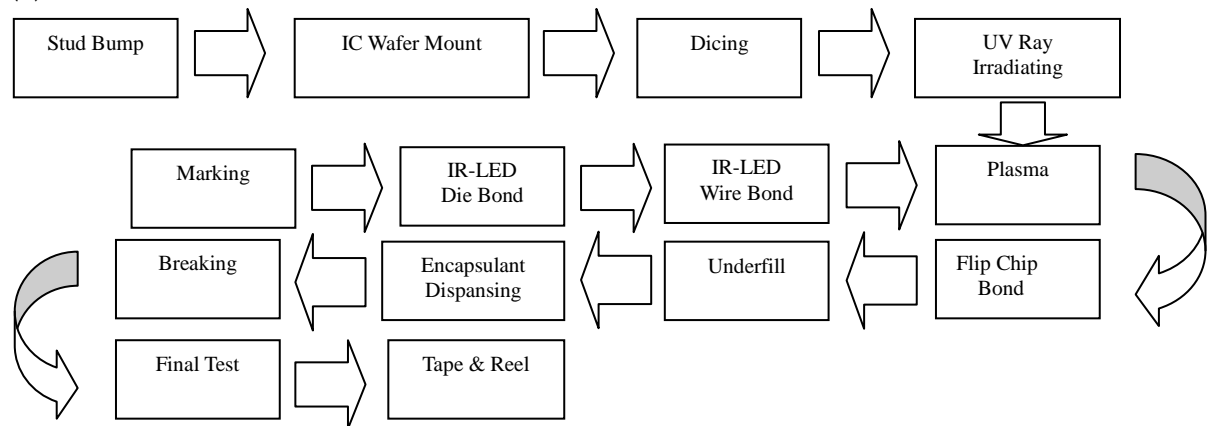 Stud Bump
IC Wafer Mount
Dicing
UV Ray
Irradiating
Marking
IR-LED
Die Bond
IR-LED
Wire Bond
Plasma
Breaking
Encapsulant
Dispansing
Underfill
Flip Chip
Bond
Final Test
Tape & Reel